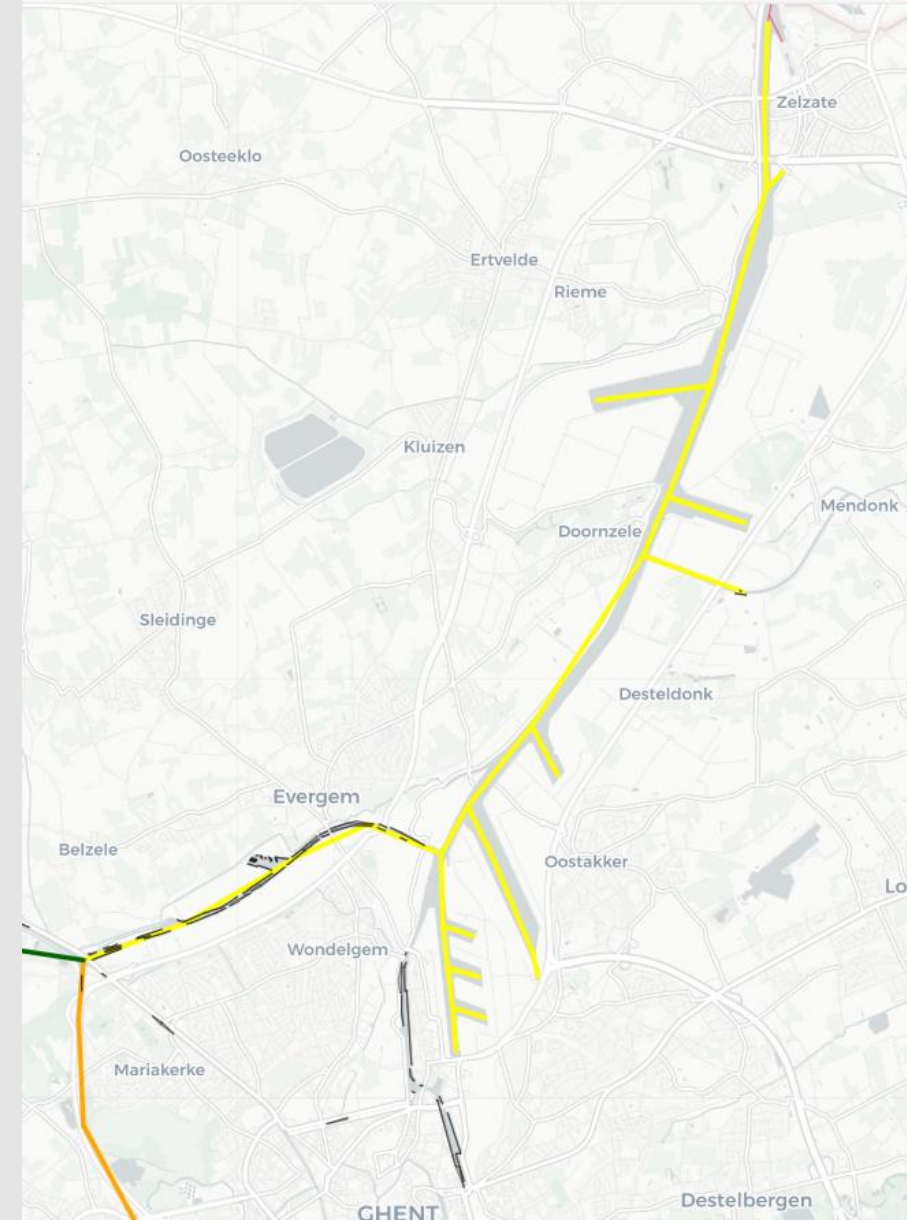 Zelzate
Oosteeklo
Ertvelde
Rieme
Kluizen
Mendonk
Doornzele
Sleidinge
Desteldonk
Evergem
Belzele
Oostakker
Lo
Wondelgem
Mariakerke
Destelbergen
GHENT